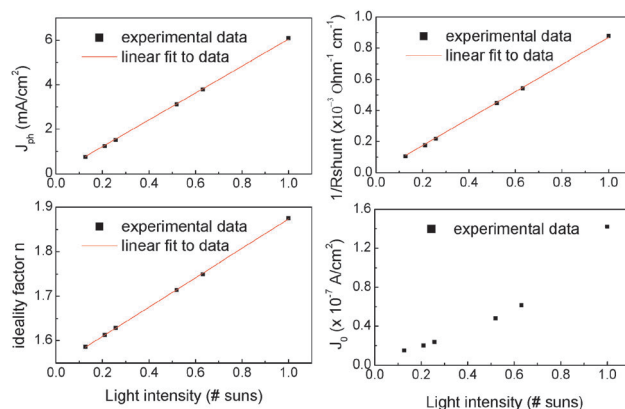 experimental data
linear fit to data
J_ph (mA/cm²)
6
4
2
0.0 0.2 0.4 0.6 0.8 1.0
experimental data
linear fit to data
1/Rshunt (x10⁻³ Ohm⁻¹ cm⁻¹)
1.0
0.8
0.6
0.4
0.2
0.0
0.0 0.2 0.4 0.6 0.8 1.0
experimental data
linear fit to data
ideality factor n
1.9
1.8
1.7
1.6
0.0 0.2 0.4 0.6 0.8 1.0
Light intensity (# suns)
experimental data
J₀ (x 10⁻⁷ A/cm²)
1.6
1.2
0.8
0.4
0.0
0.0 0.2 0.4 0.6 0.8 1.0
Light intensity (# suns)